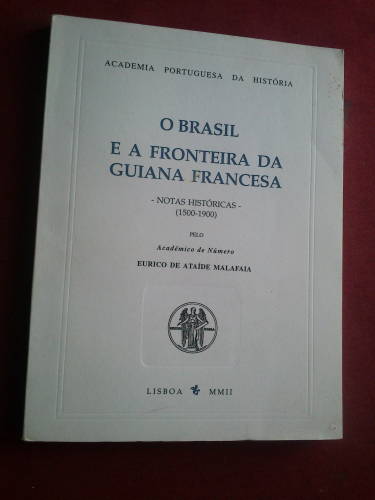 ACADEMIA PORTUGUESA DA HISTÓRIA
O BRASIL
E A FRONTEIRA DA
GUIANA FRANCESA
- NOTAS HISTÓRICAS -
(1500-1900)
PELO
Académico de Número
EURICO DE ATAÍDE MALAFAIA
LISBOA MMII